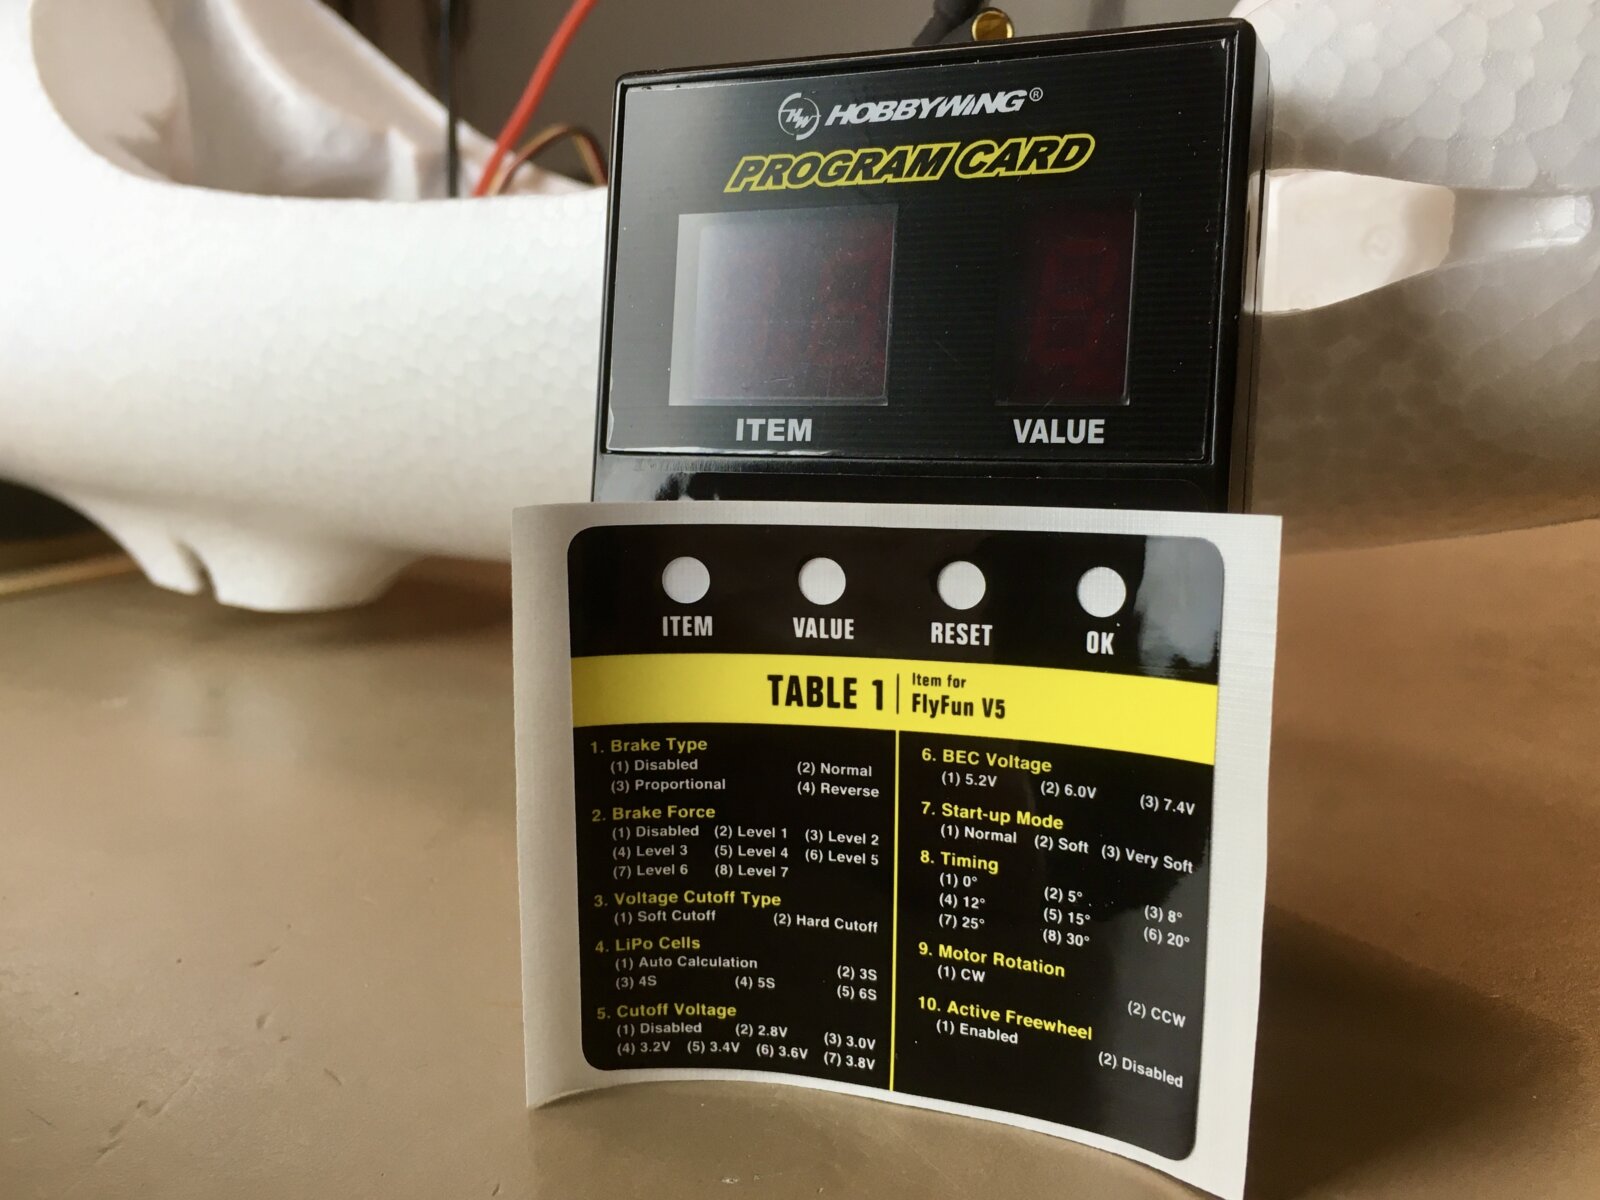 HW HOBBYWING®
PROGRAM CARD
ITEM VALUE
ITEM VALUE RESET OK
TABLE 1 | Item for
FlyFun V5
1. Brake Type
(1) Disabled (2) Normal
(3) Proportional (4) Reverse
2. Brake Force
(1) Disabled (2) Level 1 (3) Level 2
(4) Level 3 (5) Level 4 (6) Level 5
(7) Level 6 (8) Level 7
3. Voltage Cutoff Type
(1) Soft Cutoff (2) Hard Cutoff
4. LiPo Cells
(1) Auto Calculation (2) 3S
(3) 4S (4) 5S (5) 6S
5. Cutoff Voltage
(1) Disabled (2) 2.8V (3) 3.0V
(4) 3.2V (5) 3.4V (6) 3.6V (7) 3.8V
6. BEC Voltage
(1) 5.2V (2) 6.0V (3) 7.4V
7. Start-up Mode
(1) Normal (2) Soft (3) Very Soft
8. Timing
(1) 0° (2) 5° (3) 8°
(4) 12° (5) 15° (6) 20°
(7) 25° (8) 30°
9. Motor Rotation
(1) CW (2) CCW
10. Active Freewheel
(1) Enabled (2) Disabled